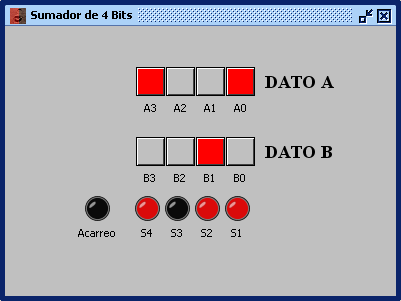 Sumador de 4 Bits
DATO A
A3 A2 A1 A0
DATO B
B3 B2 B1 B0
Acarreo S4 S3 S2 S1